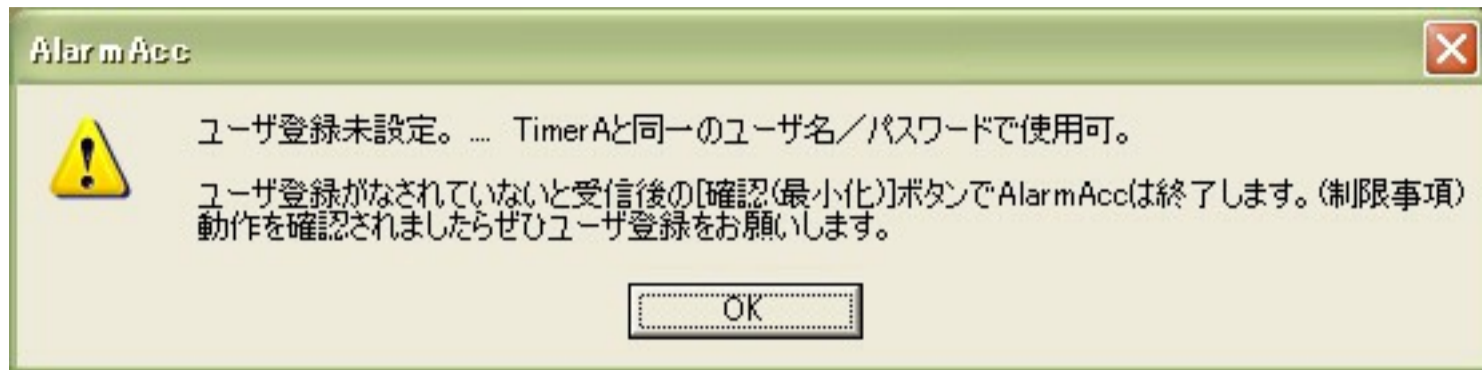 AlarmAcc
ユーザ登録未設定。... TimerAと同一のユーザ名／パスワードで使用可。
ユーザ登録がなされていないと受信後の[確認(最小化)]ボタンでAlarmAccは終了します。(制限事項)
動作を確認されましたらぜひユーザ登録をお願いします。
OK